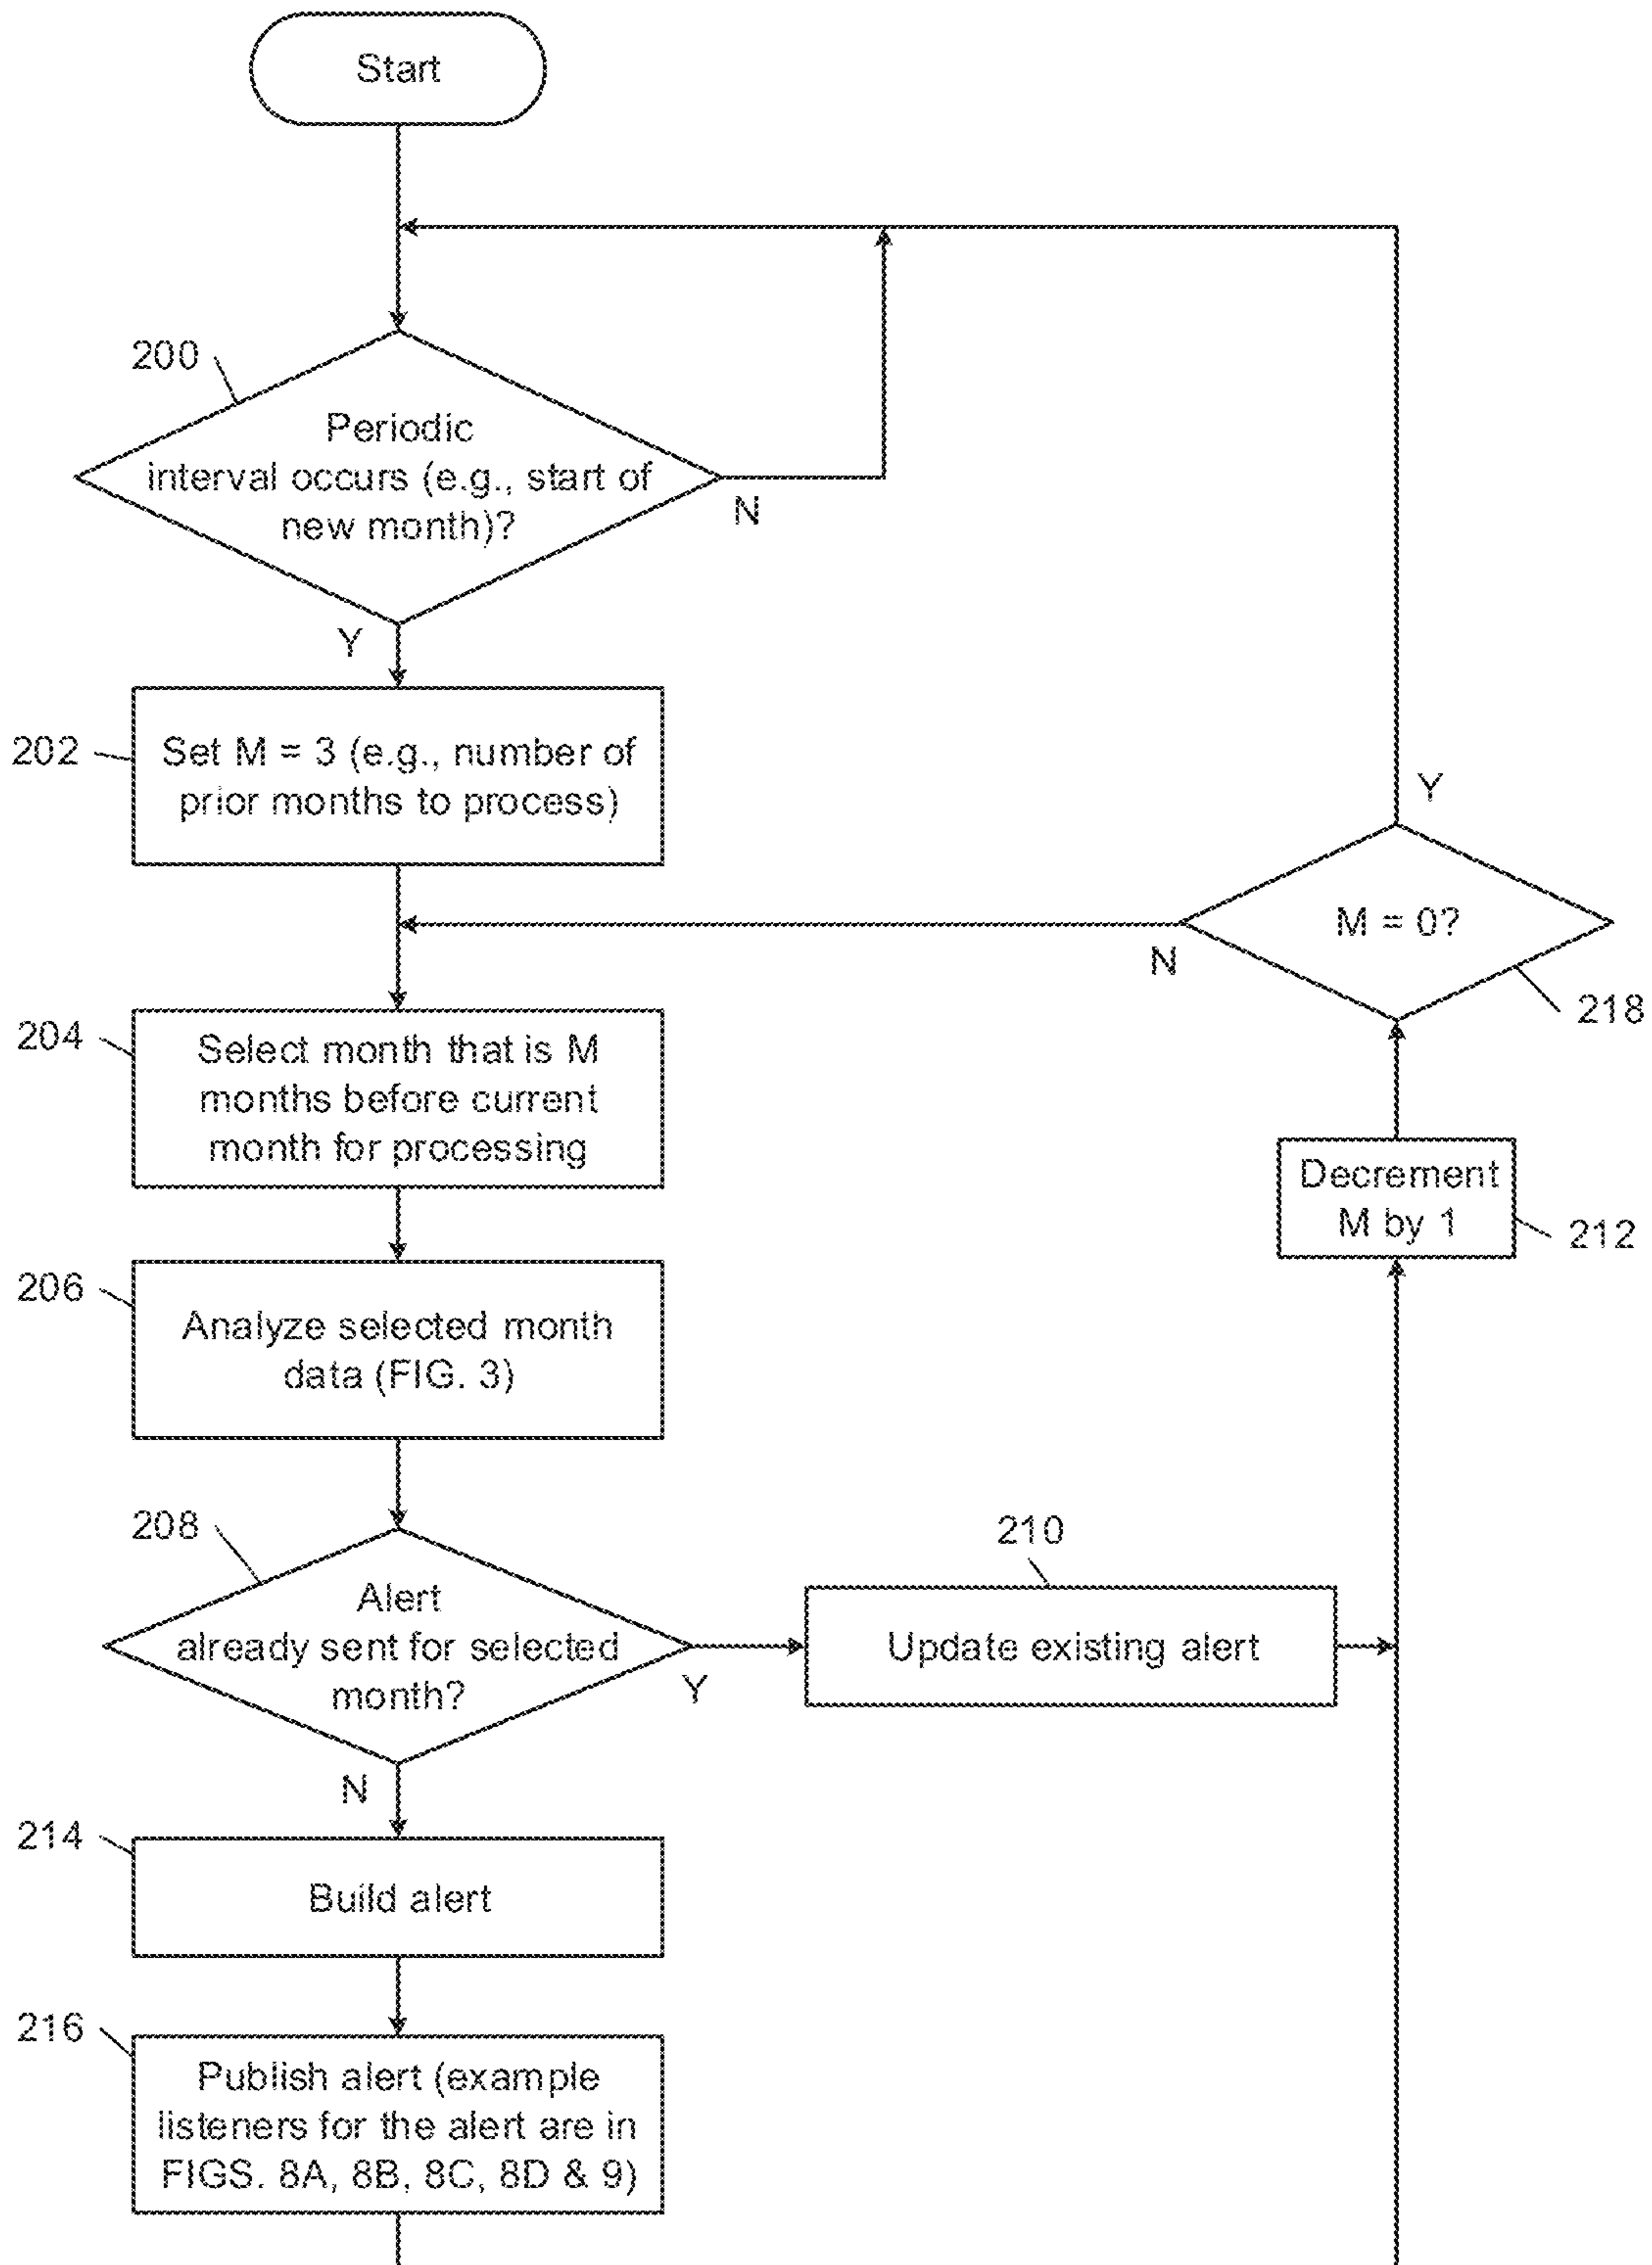 Start
200
Periodic
interval occurs (e.g., start of
new month)?
N
Y
202
Set M = 3 (e.g., number of
prior months to process)
Y
M = 0?
N
218
204
Select month that is M
months before current
month for processing
Decrement
M by 1
212
206
Analyze selected month
data (FIG. 3)
208
Alert
already sent for selected
month?
Y
210
Update existing alert
N
214
Build alert
216
Publish alert (example
listeners for the alert are in
FIGS. 8A, 8B, 8C, 8D & 9)